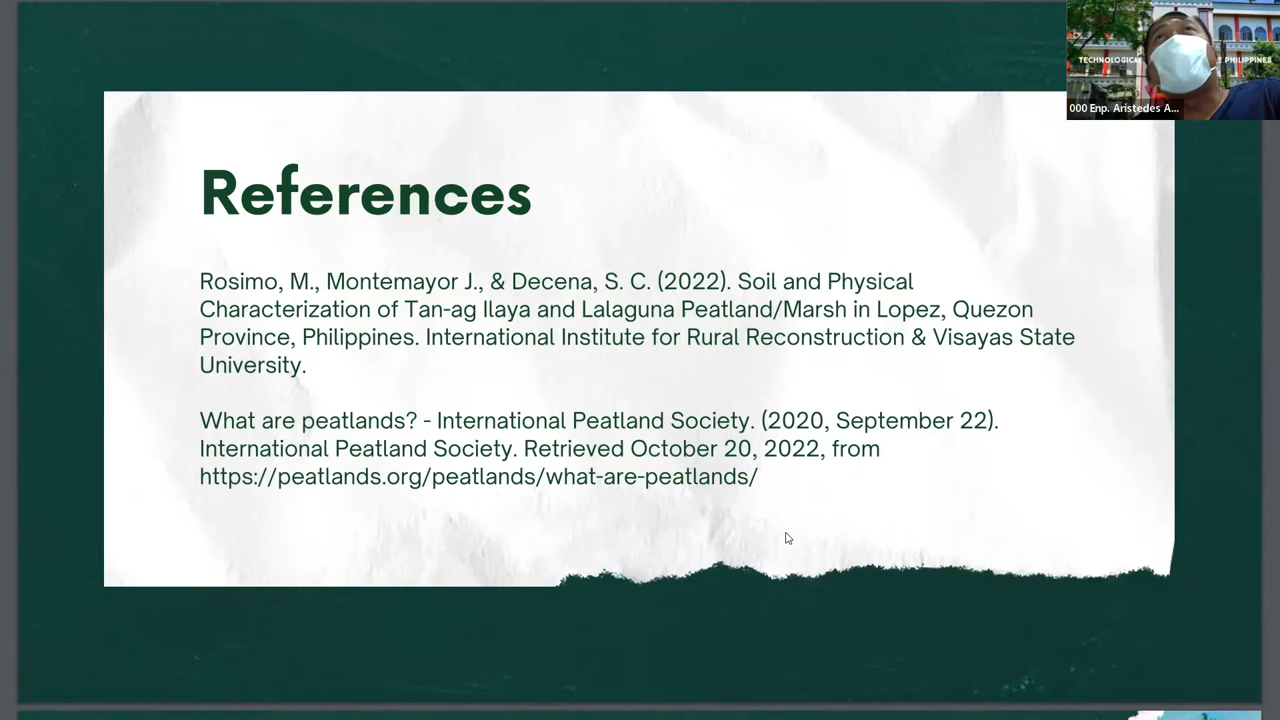 TECHNOLOGICAL
E PHILIPPINES
000 Enp. Aristedes A...
References
Rosimo, M., Montemayor J., & Decena, S. C. (2022). Soil and Physical
Characterization of Tan-ag Ilaya and Lalaguna Peatland/Marsh in Lopez, Quezon
Province, Philippines. International Institute for Rural Reconstruction & Visayas State
University.
What are peatlands? - International Peatland Society. (2020, September 22).
International Peatland Society. Retrieved October 20, 2022, from
https://peatlands.org/peatlands/what-are-peatlands/